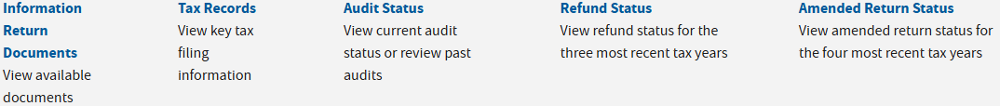 Information
Return
Documents
View available
documents
Tax Records
View key tax
filing
information
Audit Status
View current audit
status or review past
audits
Refund Status
View refund status for the
three most recent tax years
Amended Return Status
View amended return status for
the four most recent tax years